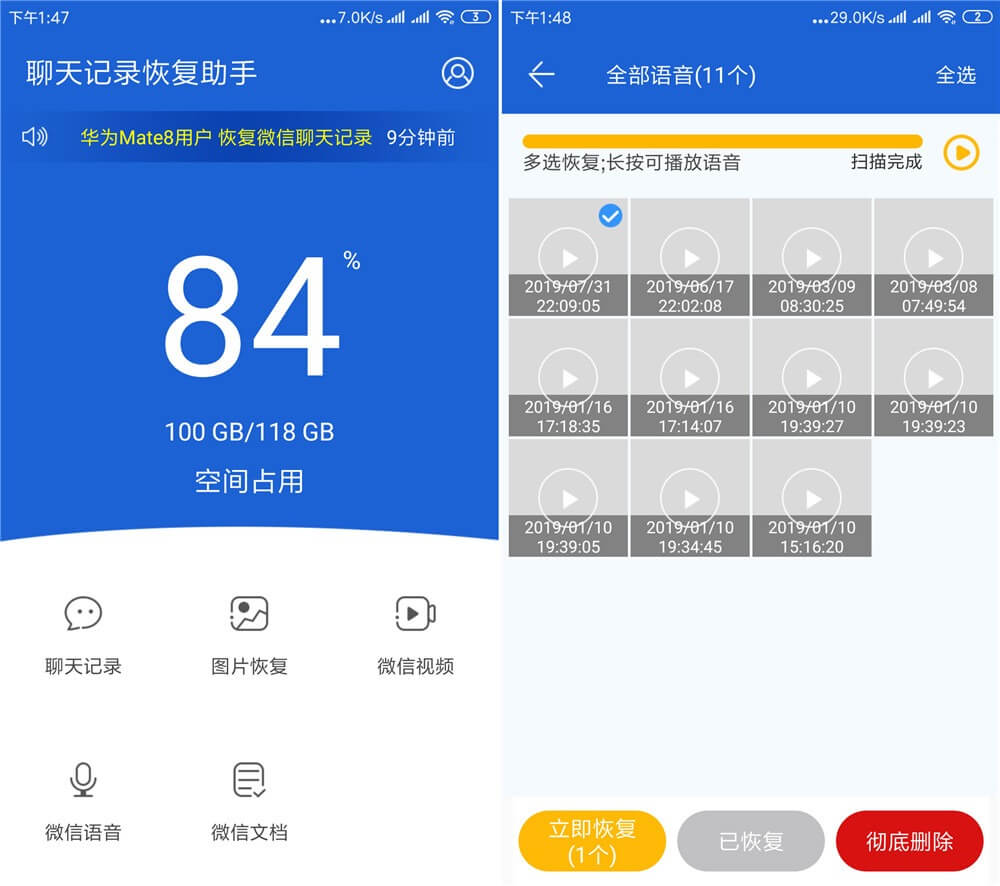 下午1:47
...7.0K/s
3
聊天记录恢复助手
华为Mate8用户 恢复微信聊天记录 9分钟前
84%
100 GB/118 GB
空间占用
聊天记录
图片恢复
微信视频
微信语音
微信文档
下午1:48
...29.0K/s
2
全部语音(11个)
全选
多选恢复;长按可播放语音
扫描完成
2019/07/31
22:09:05
2019/06/17
22:02:08
2019/03/09
08:30:25
2019/03/08
07:49:54
2019/01/16
17:18:35
2019/01/16
17:14:07
2019/01/10
19:39:27
2019/01/10
19:39:23
2019/01/10
19:39:05
2019/01/10
19:34:45
2019/01/10
15:16:20
立即恢复
(1个)
已恢复
彻底删除